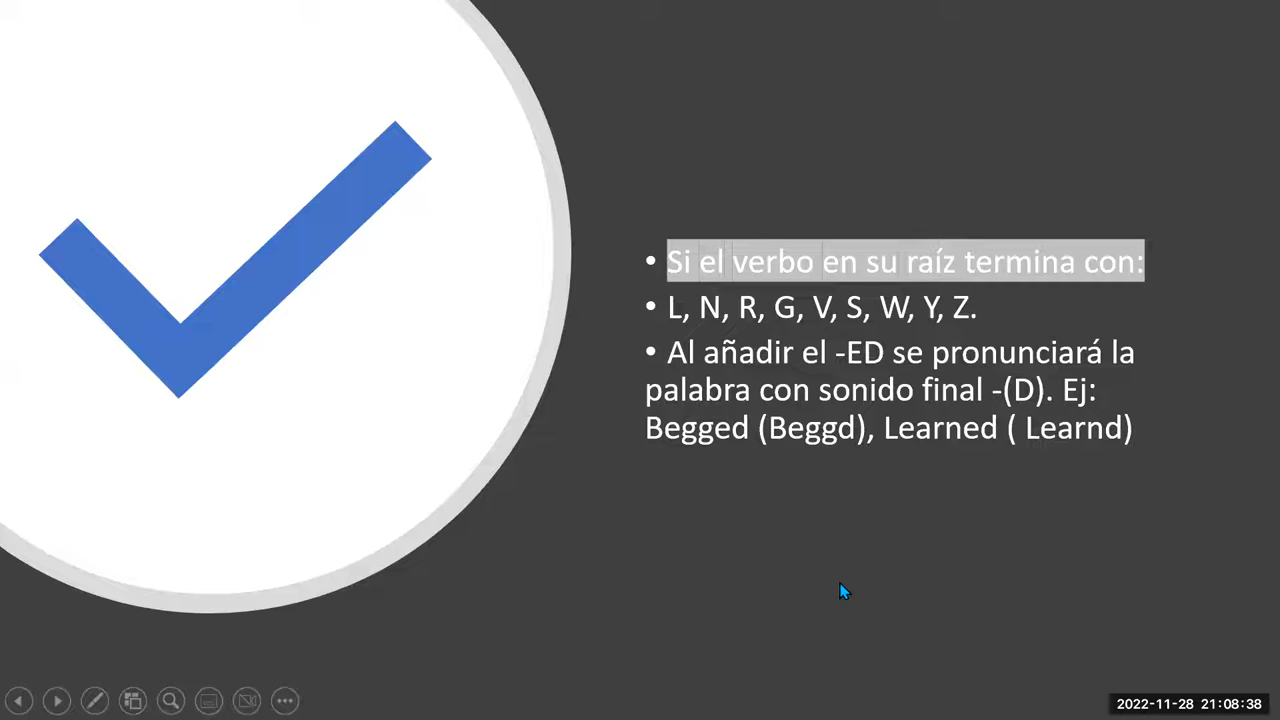 • Si el verbo en su raíz termina con:
• L, N, R, G, V, S, W, Y, Z.
• Al añadir el -ED se pronunciará la
palabra con sonido final -(D). Ej:
Begged (Beggd), Learned ( Learnd)
2022-11-28 21:08:38